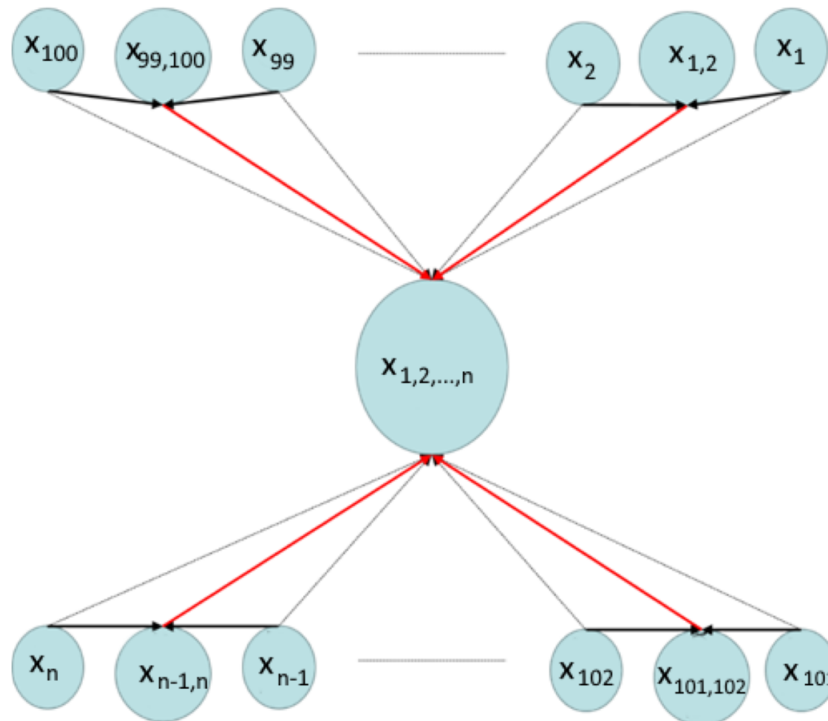 x₁₀₀ x₉₉,₁₀₀ x₉₉ x₂ x₁,₂ x₁
x₁,₂,...,ₙ
xₙ xₙ₋₁,ₙ xₙ₋₁ x₁₀₂ x₁₀₁,₁₀₂